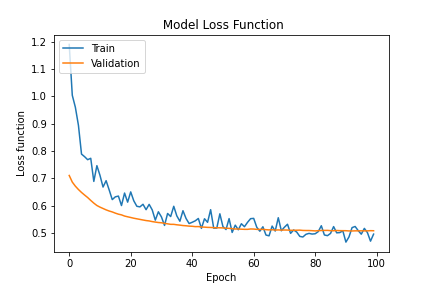 Model Loss Function
1.2
1.1
1.0
0.9
0.8
0.7
0.6
0.5
Loss function
Train
Validation
0 20 40 60 80 100
Epoch